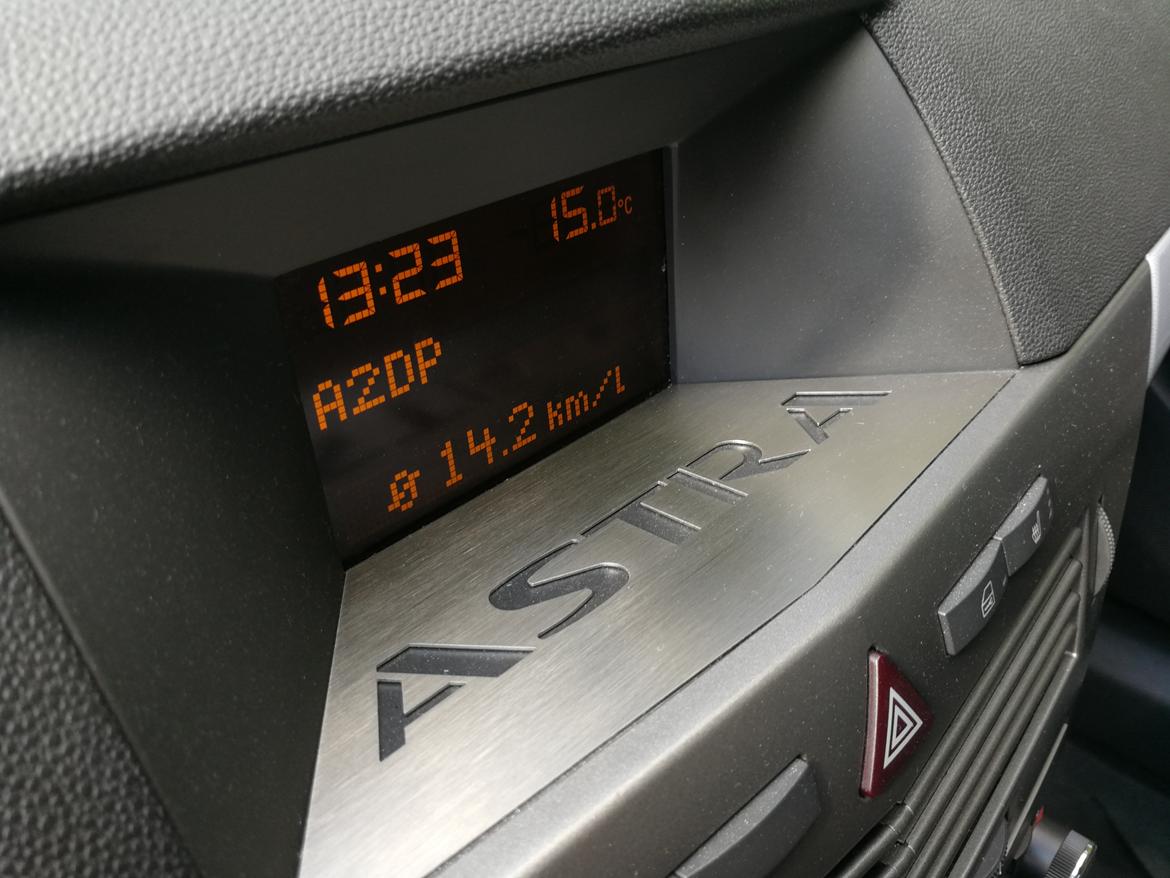 13:23 15.0°C
A2DP
Ø 14.2 km/l
ASTRA